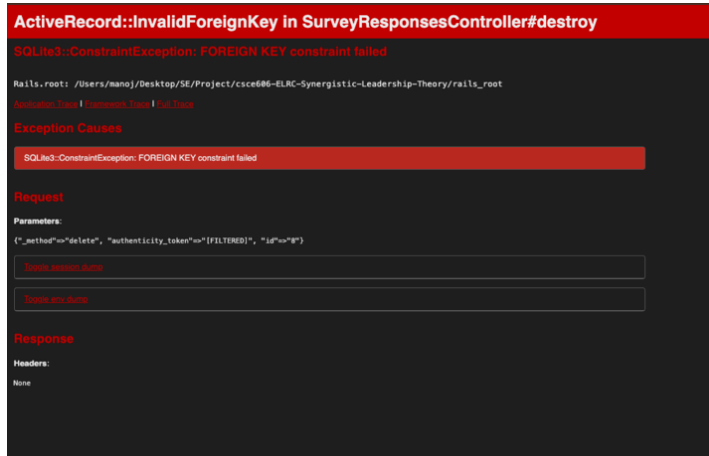 ActiveRecord::InvalidForeignKey in SurveyResponsesController#destroy
SQLite3::ConstraintException: FOREIGN KEY constraint failed
Rails.root: /Users/manoj/Desktop/SE/Project/csce606-ELRC-Synergistic-Leadership-Theory/rails_root
Application Trace | Framework Trace | Full Trace
Exception Causes
SQLite3::ConstraintException: FOREIGN KEY constraint failed
Request
Parameters:
{"_method"=>"delete", "authenticity_token"=>"[FILTERED]", "id"=>"8"}
Toggle session dump
Toggle env dump
Response
Headers:
None